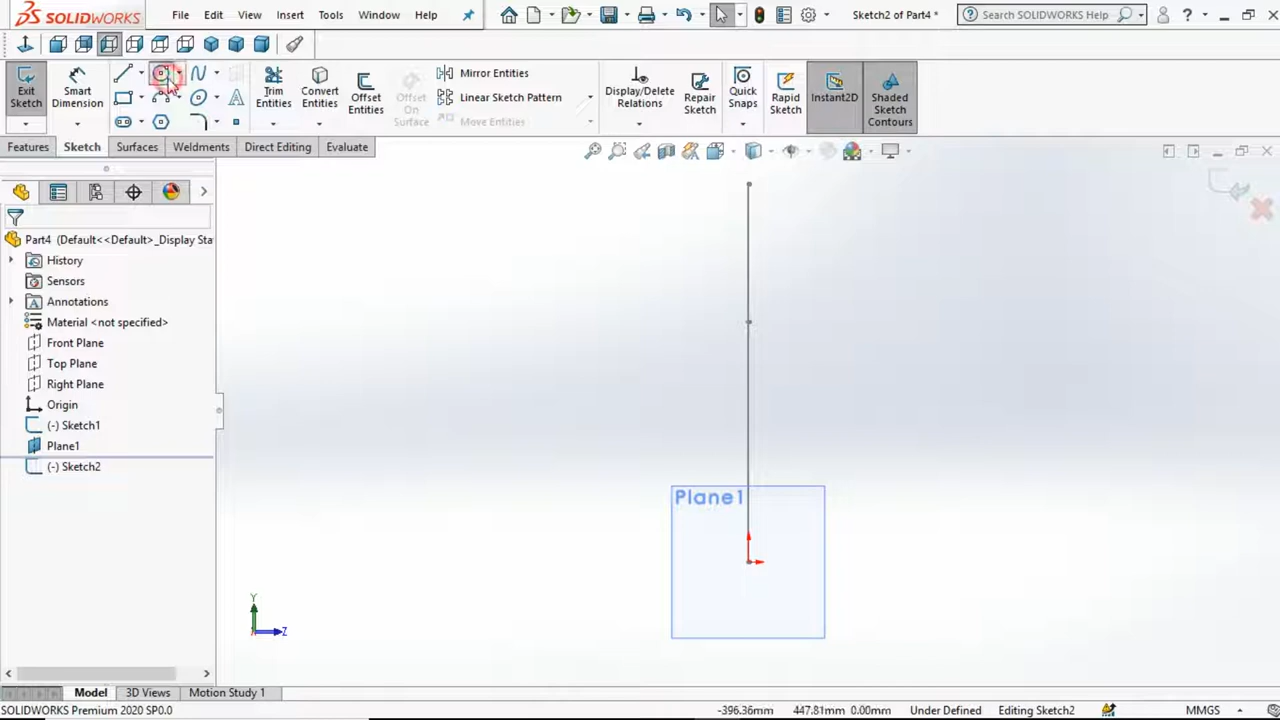 SOLIDWORKS File Edit View Insert Tools Window Help Sketch2 of Part4 * Search SOLIDWORKS Help ?
Exit Sketch Smart Dimension Trim Entities Convert Entities Offset Entities Offset On Surface Mirror Entities Linear Sketch Pattern Move Entities Display/Delete Relations Repair Sketch Quick Snaps Rapid Sketch Instant2D Shaded Sketch Contours
Features Sketch Surfaces Weldments Direct Editing Evaluate
Part4 (Default<<Default>_Display Sta
History
Sensors
Annotations
Material <not specified>
Front Plane
Top Plane
Right Plane
Origin
(-) Sketch1
Plane1
(-) Sketch2
Plane1
Y
Z
Model 3D Views Motion Study 1
SOLIDWORKS Premium 2020 SP0.0 -396.36mm 447.81mm 0.00mm Under Defined Editing Sketch2 MMGS